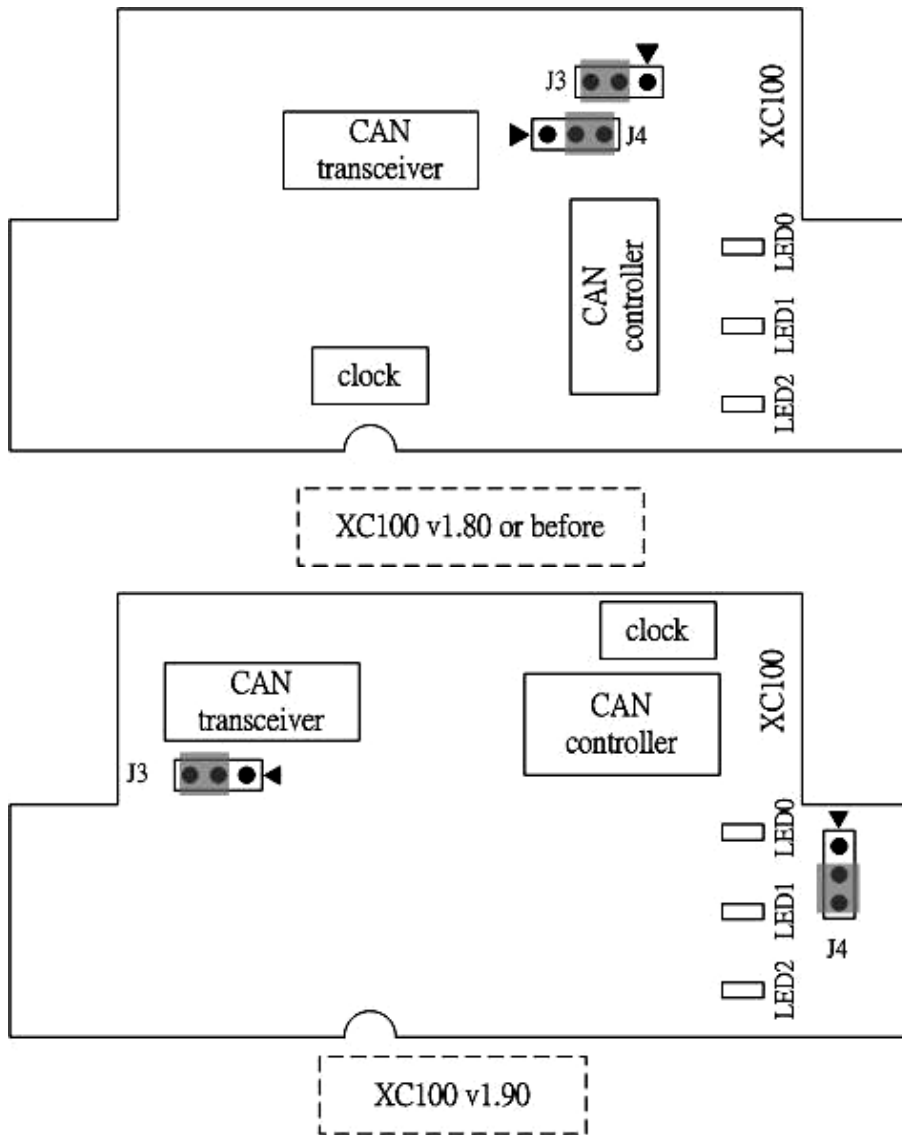 J3
XC100
CAN
transceiver
J4
CAN
controller
LED0
LED1
LED2
clock
XC100 v1.80 or before
clock
XC100
CAN
transceiver
CAN
controller
J3
LED0
LED1
LED2
J4
XC100 v1.90